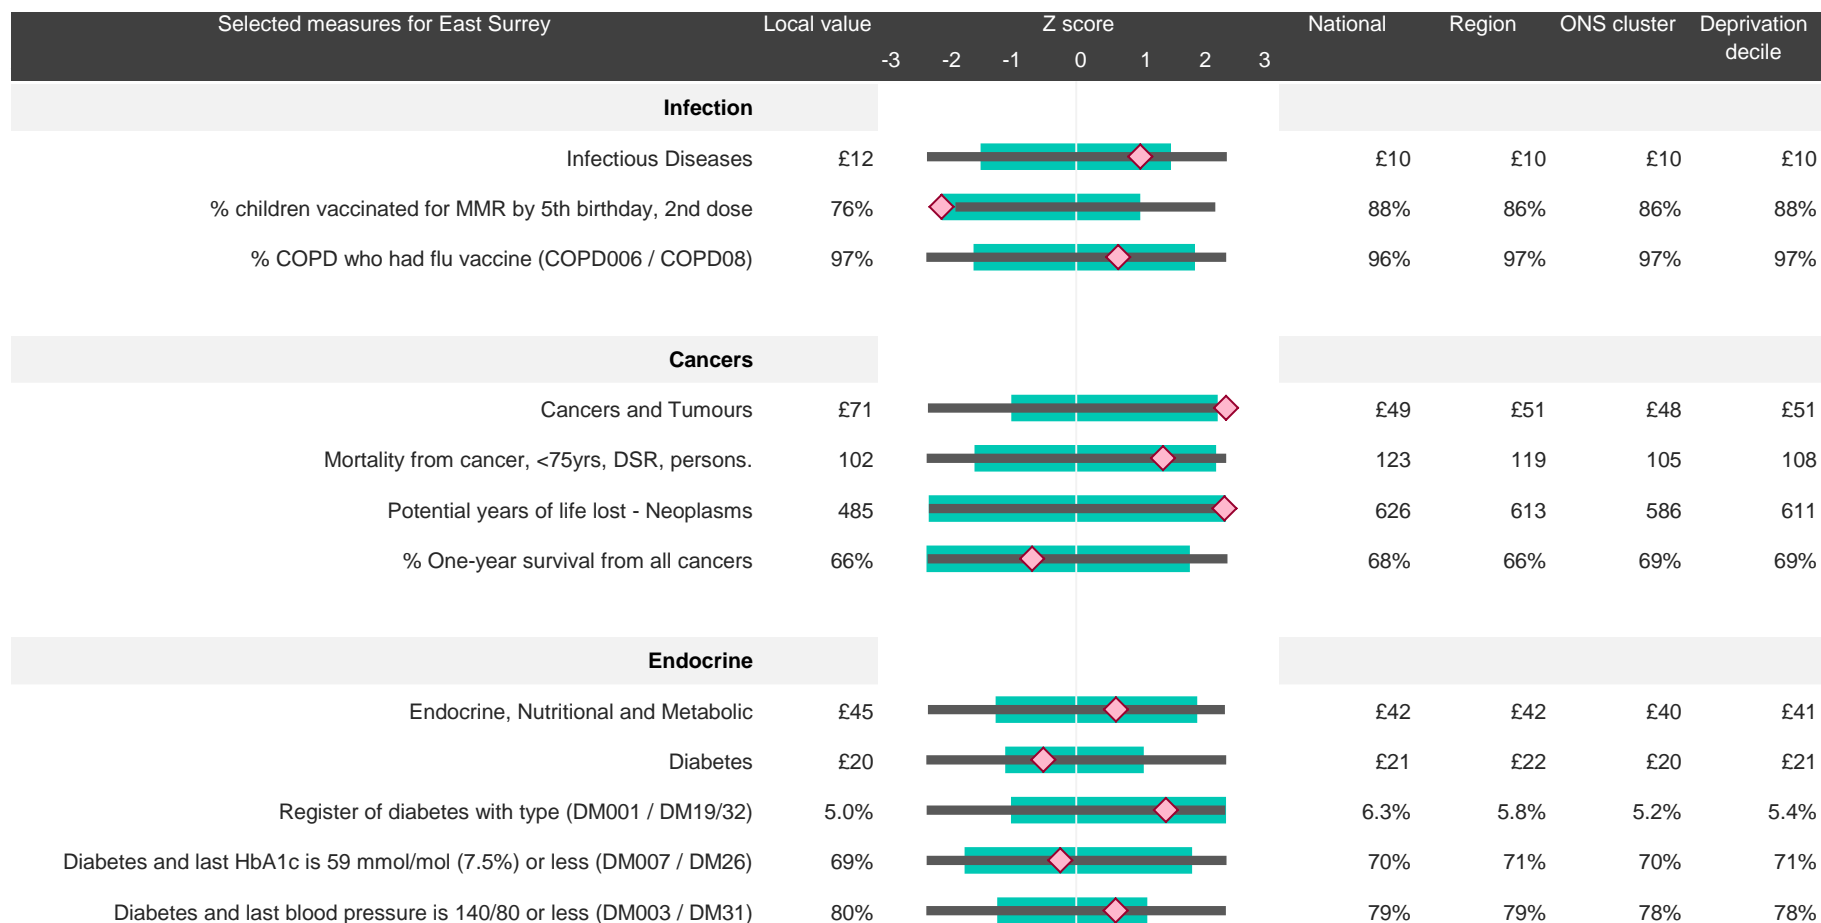 Selected measures for East Surrey Local value Z score National Region ONS cluster Deprivation decile
-3 -2 -1 0 1 2 3
Infection
Infectious Diseases £12 £10 £10 £10 £10
% children vaccinated for MMR by 5th birthday, 2nd dose 76% 88% 86% 86% 88%
% COPD who had flu vaccine (COPD006 / COPD08) 97% 96% 97% 97% 97%
Cancers
Cancers and Tumours £71 £49 £51 £48 £51
Mortality from cancer, <75yrs, DSR, persons. 102 123 119 105 108
Potential years of life lost - Neoplasms 485 626 613 586 611
% One-year survival from all cancers 66% 68% 66% 69% 69%
Endocrine
Endocrine, Nutritional and Metabolic £45 £42 £42 £40 £41
Diabetes £20 £21 £22 £20 £21
Register of diabetes with type (DM001 / DM19/32) 5.0% 6.3% 5.8% 5.2% 5.4%
Diabetes and last HbA1c is 59 mmol/mol (7.5%) or less (DM007 / DM26) 69% 70% 71% 70% 71%
Diabetes and last blood pressure is 140/80 or less (DM003 / DM31) 80% 79% 79% 78% 78%